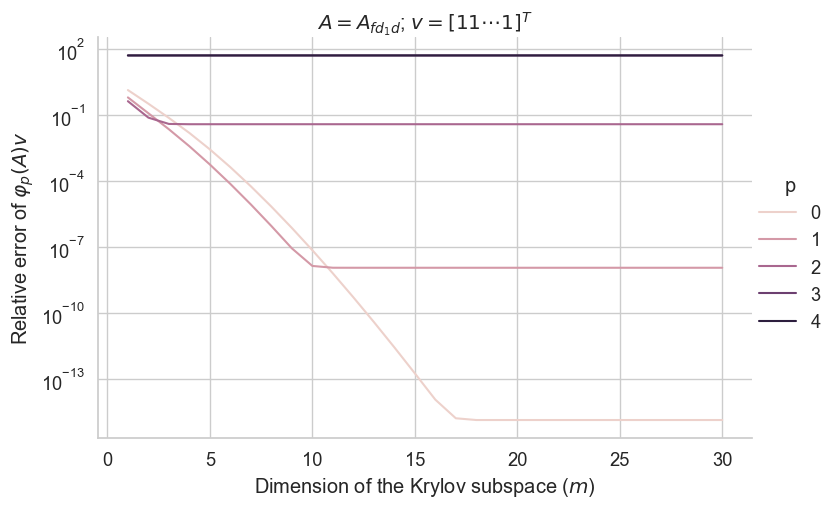 A = A_{fd_1d}; v = [11⋯1]^T
Relative error of φ_p(A)v
10^2
10^{-1}
10^{-4}
10^{-7}
10^{-10}
10^{-13}
0 5 10 15 20 25 30
Dimension of the Krylov subspace (m)
p
0
1
2
3
4